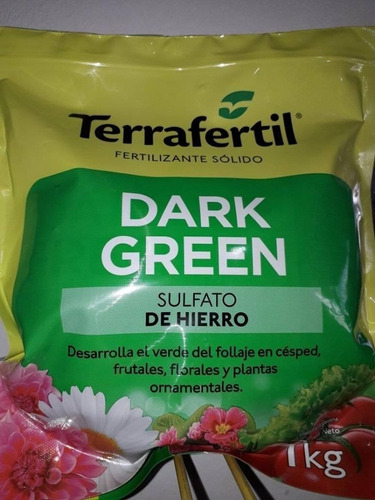 Terrafertil®
FERTILIZANTE SÓLIDO
DARK
GREEN
SULFATO
DE HIERRO
Desarrolla el verde del follaje en césped,
frutales, florales y plantas
ornamentales.
Neto
1kg